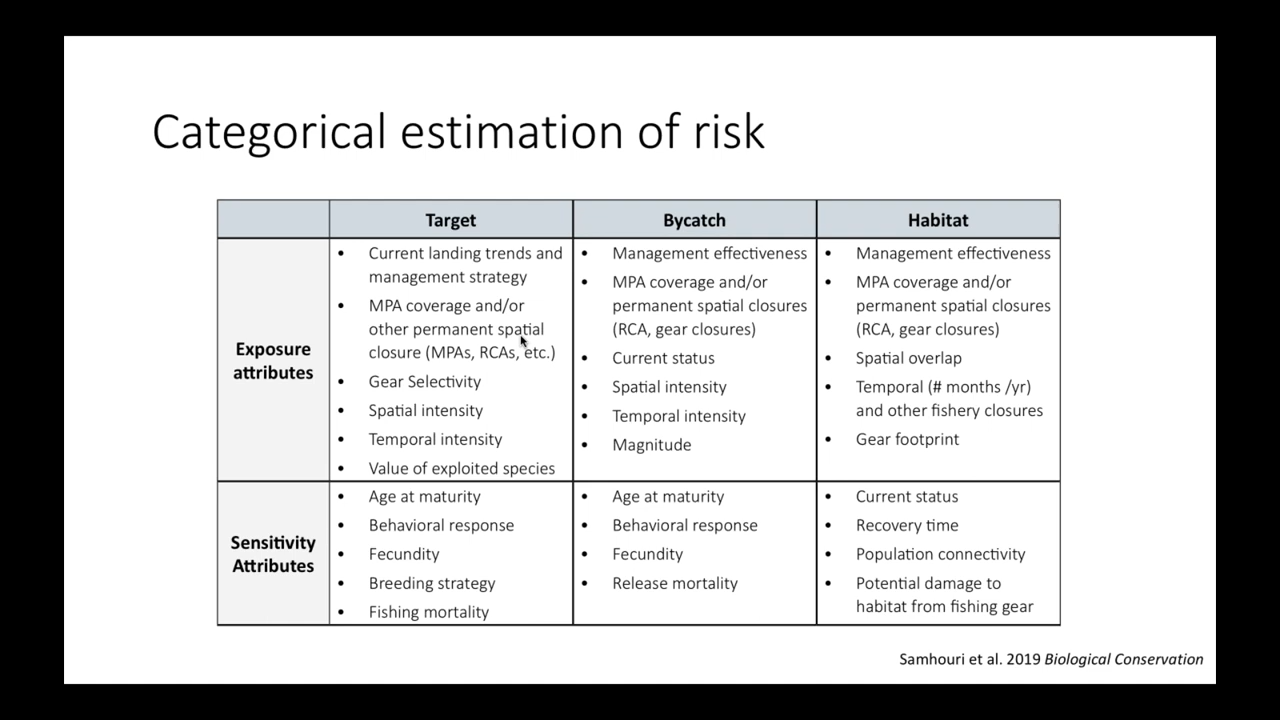 Categorical estimation of risk
Target
Bycatch
Habitat
Exposure
attributes
• Current landing trends and
management strategy
• MPA coverage and/or
other permanent spatial
closure (MPAs, RCAs, etc.)
• Gear Selectivity
• Spatial intensity
• Temporal intensity
• Value of exploited species
• Management effectiveness
• MPA coverage and/or
permanent spatial closures
(RCA, gear closures)
• Current status
• Spatial intensity
• Temporal intensity
• Magnitude
• Management effectiveness
• MPA coverage and/or
permanent spatial closures
(RCA, gear closures)
• Spatial overlap
• Temporal (# months /yr)
and other fishery closures
• Gear footprint
Sensitivity
Attributes
• Age at maturity
• Behavioral response
• Fecundity
• Breeding strategy
• Fishing mortality
• Age at maturity
• Behavioral response
• Fecundity
• Release mortality
• Current status
• Recovery time
• Population connectivity
• Potential damage to
habitat from fishing gear
Samhouri et al. 2019 Biological Conservation